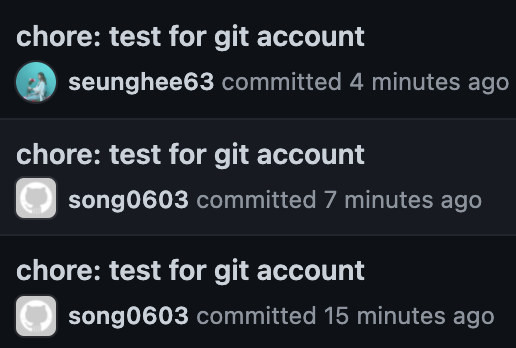 chore: test for git account
seunghee63 committed 4 minutes ago
chore: test for git account
song0603 committed 7 minutes ago
chore: test for git account
song0603 committed 15 minutes ago